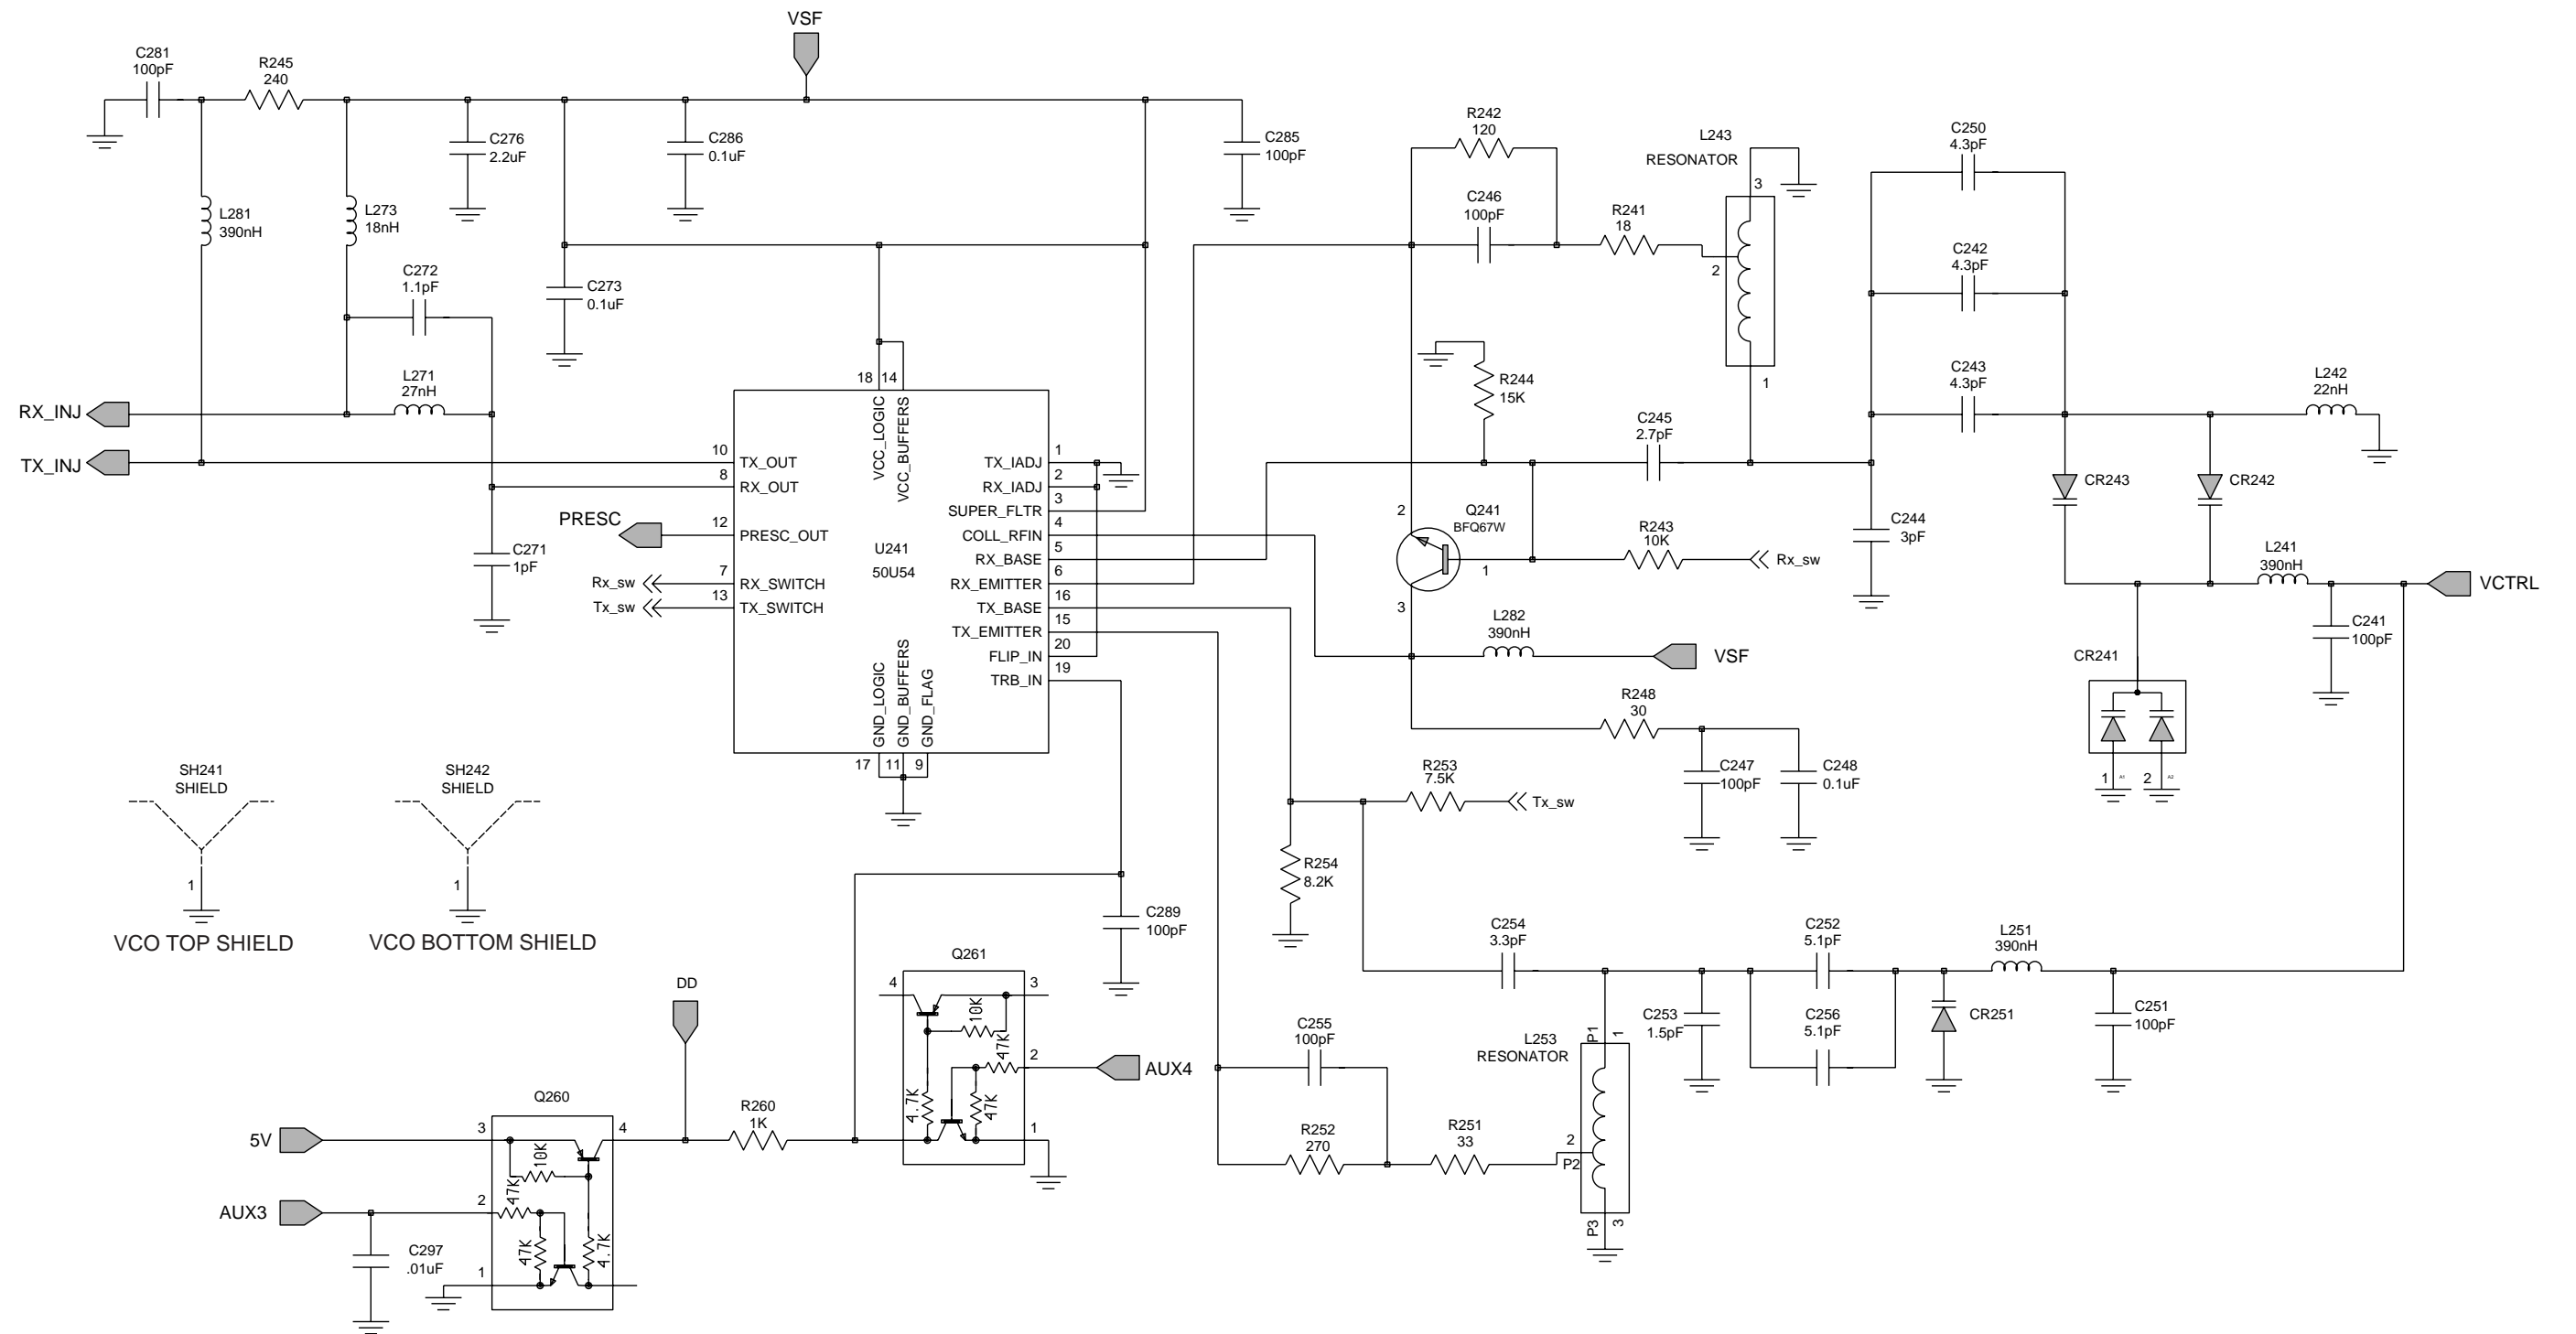 VSF
C281
100pF
R245
240
C276
2.2uF
C286
0.1uF
C285
100pF
L281
390nH
L273
18nH
C272
1.1pF
C273
0.1uF
L271
27nH
RX_INJ
TX_INJ
PRESC
Rx_sw
Tx_sw
C271
1pF
18
14
VCC_LOGIC
VCC_BUFFERS
10
TX_OUT
8
RX_OUT
12
PRESC_OUT
7
RX_SWITCH
13
TX_SWITCH
U241
50U54
1
TX_IADJ
2
RX_IADJ
3
SUPER_FLTR
4
COLL_RFIN
5
RX_BASE
6
RX_EMITTER
16
TX_BASE
15
TX_EMITTER
20
FLIP_IN
19
TRB_IN
GND_LOGIC
GND_BUFFERS
GND_FLAG
17
11
9
R242
120
C246
100pF
R241
18
L243
RESONATOR
3
2
1
R244
15K
C245
2.7pF
C250
4.3pF
C242
4.3pF
C243
4.3pF
L242
22nH
CR243
CR242
C244
3pF
2
Q241
BFQ67W
1
3
R243
10K
Rx_sw
L241
390nH
VCTRL
C241
100pF
CR241
1
A1
2
A2
L282
390nH
VSF
R248
30
C247
100pF
C248
0.1uF
R253
7.5K
Tx_sw
R254
8.2K
SH241
SHIELD
1
VCO TOP SHIELD
SH242
SHIELD
1
VCO BOTTOM SHIELD
C289
100pF
Q261
4
3
10K
47K
2
4.7K
47K
1
AUX4
DD
R260
1K
Q260
5V
3
4
10K
47K
AUX3
2
47K
4.7K
1
C297
.01uF
C254
3.3pF
C252
5.1pF
L251
390nH
C253
1.5pF
C256
5.1pF
CR251
C251
100pF
C255
100pF
R252
270
R251
33
L253
RESONATOR
P1
1
2
P2
P3
3